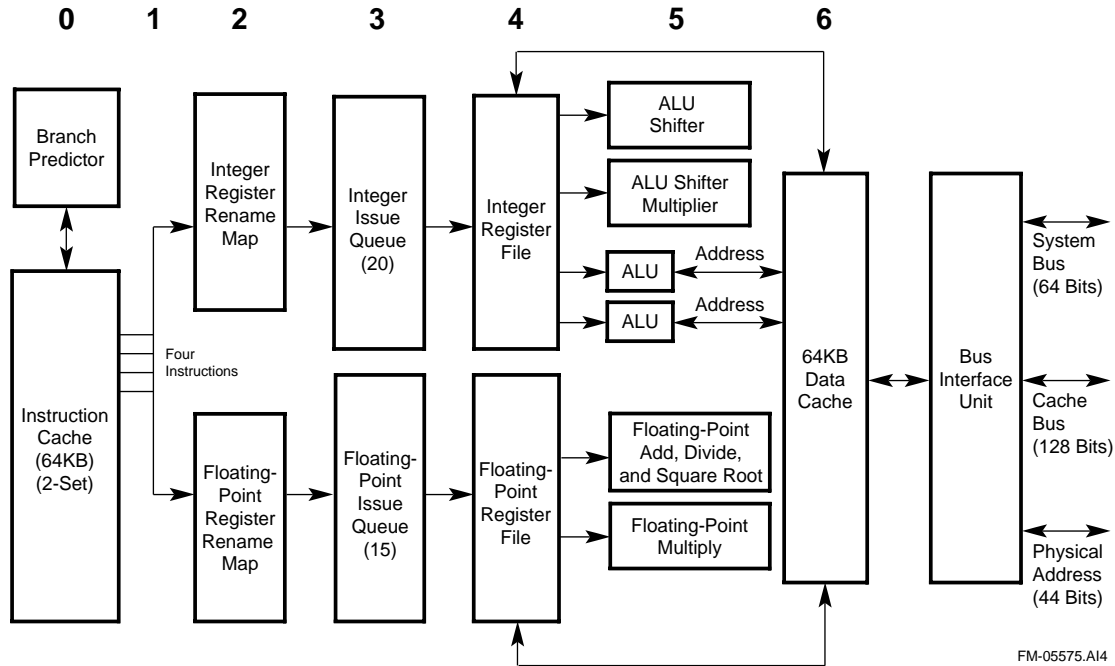 0 1 2 3 4 5 6
Branch
Predictor
Instruction
Cache
(64KB)
(2-Set)
Four
Instructions
Integer
Register
Rename
Map
Integer
Issue
Queue
(20)
Integer
Register
File
ALU
Shifter
ALU Shifter
Multiplier
ALU
Address
ALU
Address
Floating-
Point
Register
Rename
Map
Floating-
Point
Issue
Queue
(15)
Floating-
Point
Register
File
Floating-Point
Add, Divide,
and Square Root
Floating-Point
Multiply
64KB
Data
Cache
Bus
Interface
Unit
System
Bus
(64 Bits)
Cache
Bus
(128 Bits)
Physical
Address
(44 Bits)
FM-05575.AI4